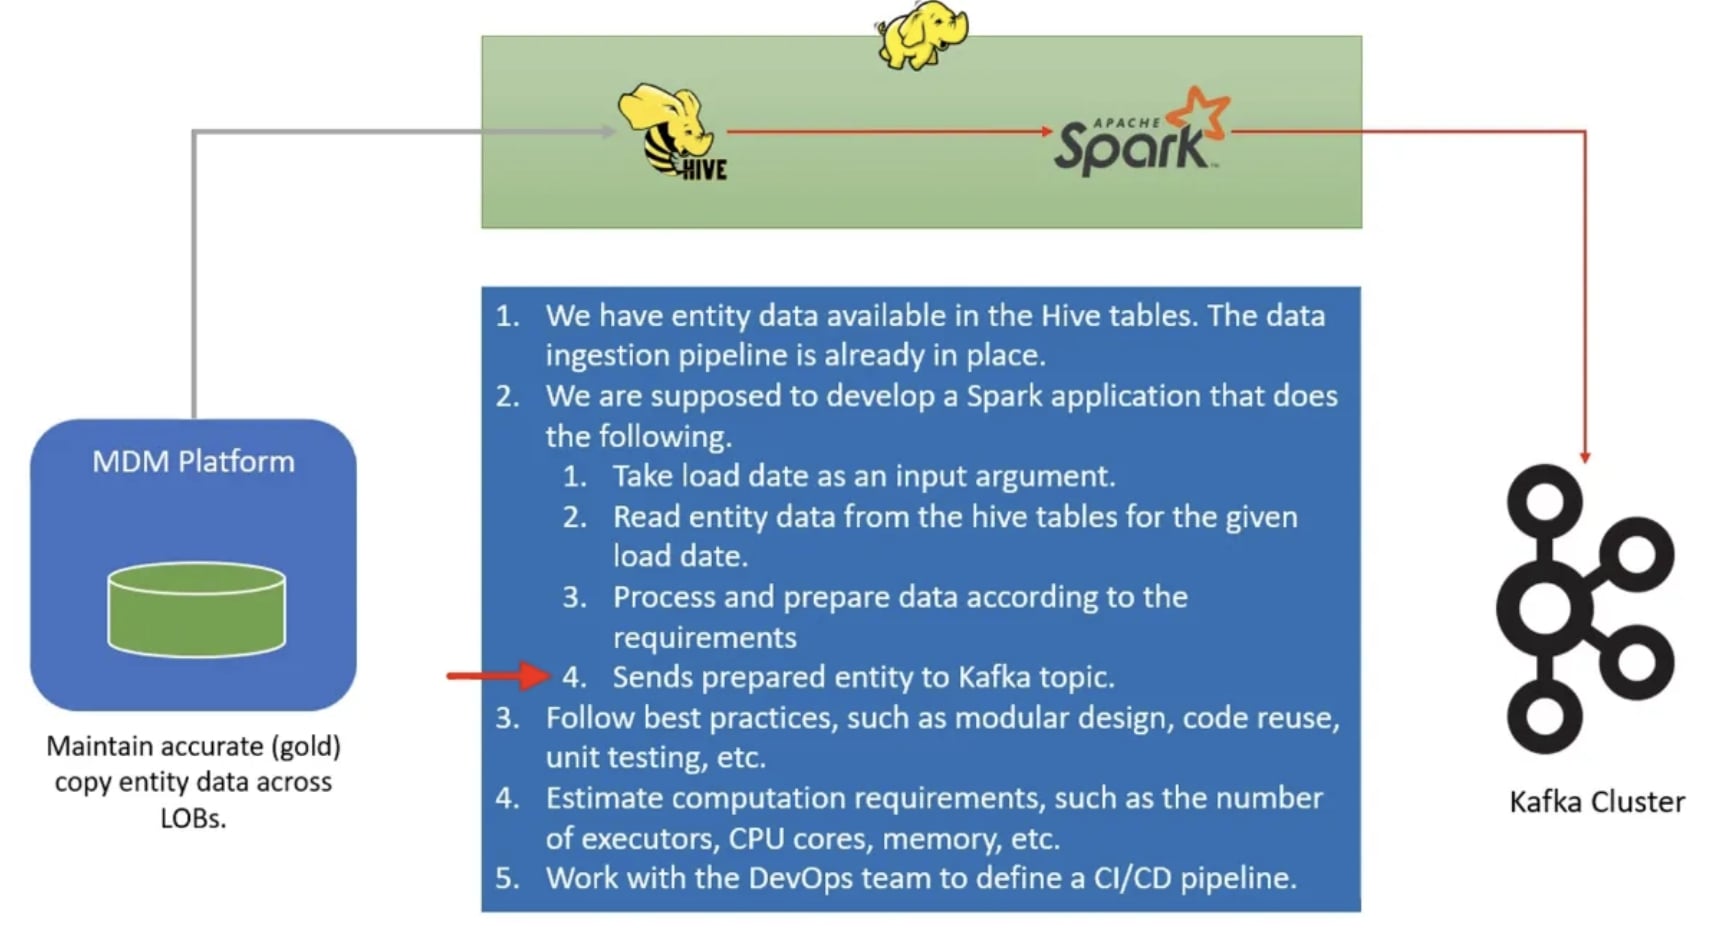 HIVE
APACHE
Spark
TM
1. We have entity data available in the Hive tables. The data
ingestion pipeline is already in place.
2. We are supposed to develop a Spark application that does
the following.
1. Take load date as an input argument.
2. Read entity data from the hive tables for the given
load date.
3. Process and prepare data according to the
requirements
4. Sends prepared entity to Kafka topic.
3. Follow best practices, such as modular design, code reuse,
unit testing, etc.
4. Estimate computation requirements, such as the number
of executors, CPU cores, memory, etc.
5. Work with the DevOps team to define a CI/CD pipeline.
MDM Platform
Maintain accurate (gold)
copy entity data across
LOBs.
Kafka Cluster